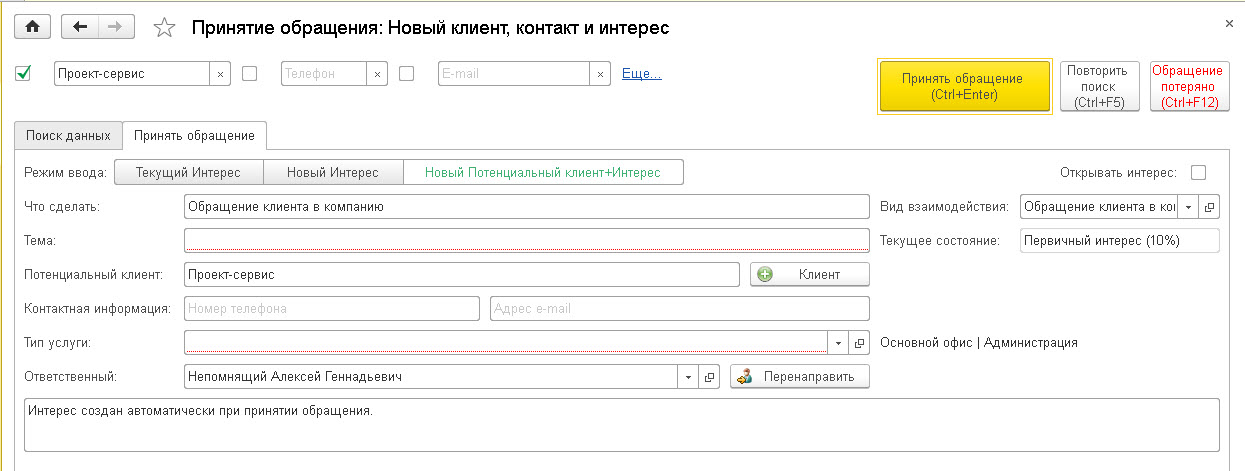 Принятие обращения: Новый клиент, контакт и интерес
Проект-сервис Телефон E-mail Еще...
Принять обращение
(Ctrl+Enter)
Повторить
поиск
(Ctrl+F5)
Обращение
потеряно
(Ctrl+F12)
Поиск данных Принять обращение
Режим ввода: Текущий Интерес Новый Интерес Новый Потенциальный клиент+Интерес Открывать интерес:
Что сделать: Обращение клиента в компанию Вид взаимодействия: Обращение клиента в ко
Тема: Текущее состояние: Первичный интерес (10%)
Потенциальный клиент: Проект-сервис Клиент
Контактная информация: Номер телефона Адрес e-mail
Тип услуги: Основной офис | Администрация
Ответственный: Непомнящий Алексей Геннадьевич Перенаправить
Интерес создан автоматически при принятии обращения.